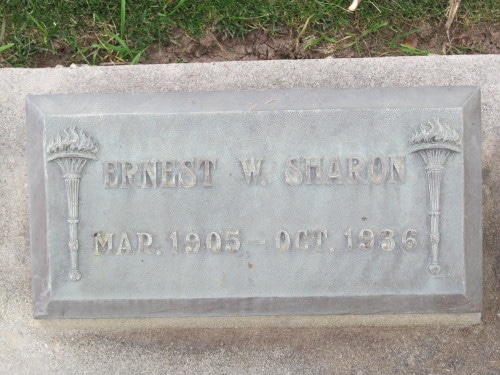 ERNEST W. SHARON
MAR. 1905 - OCT. 1936